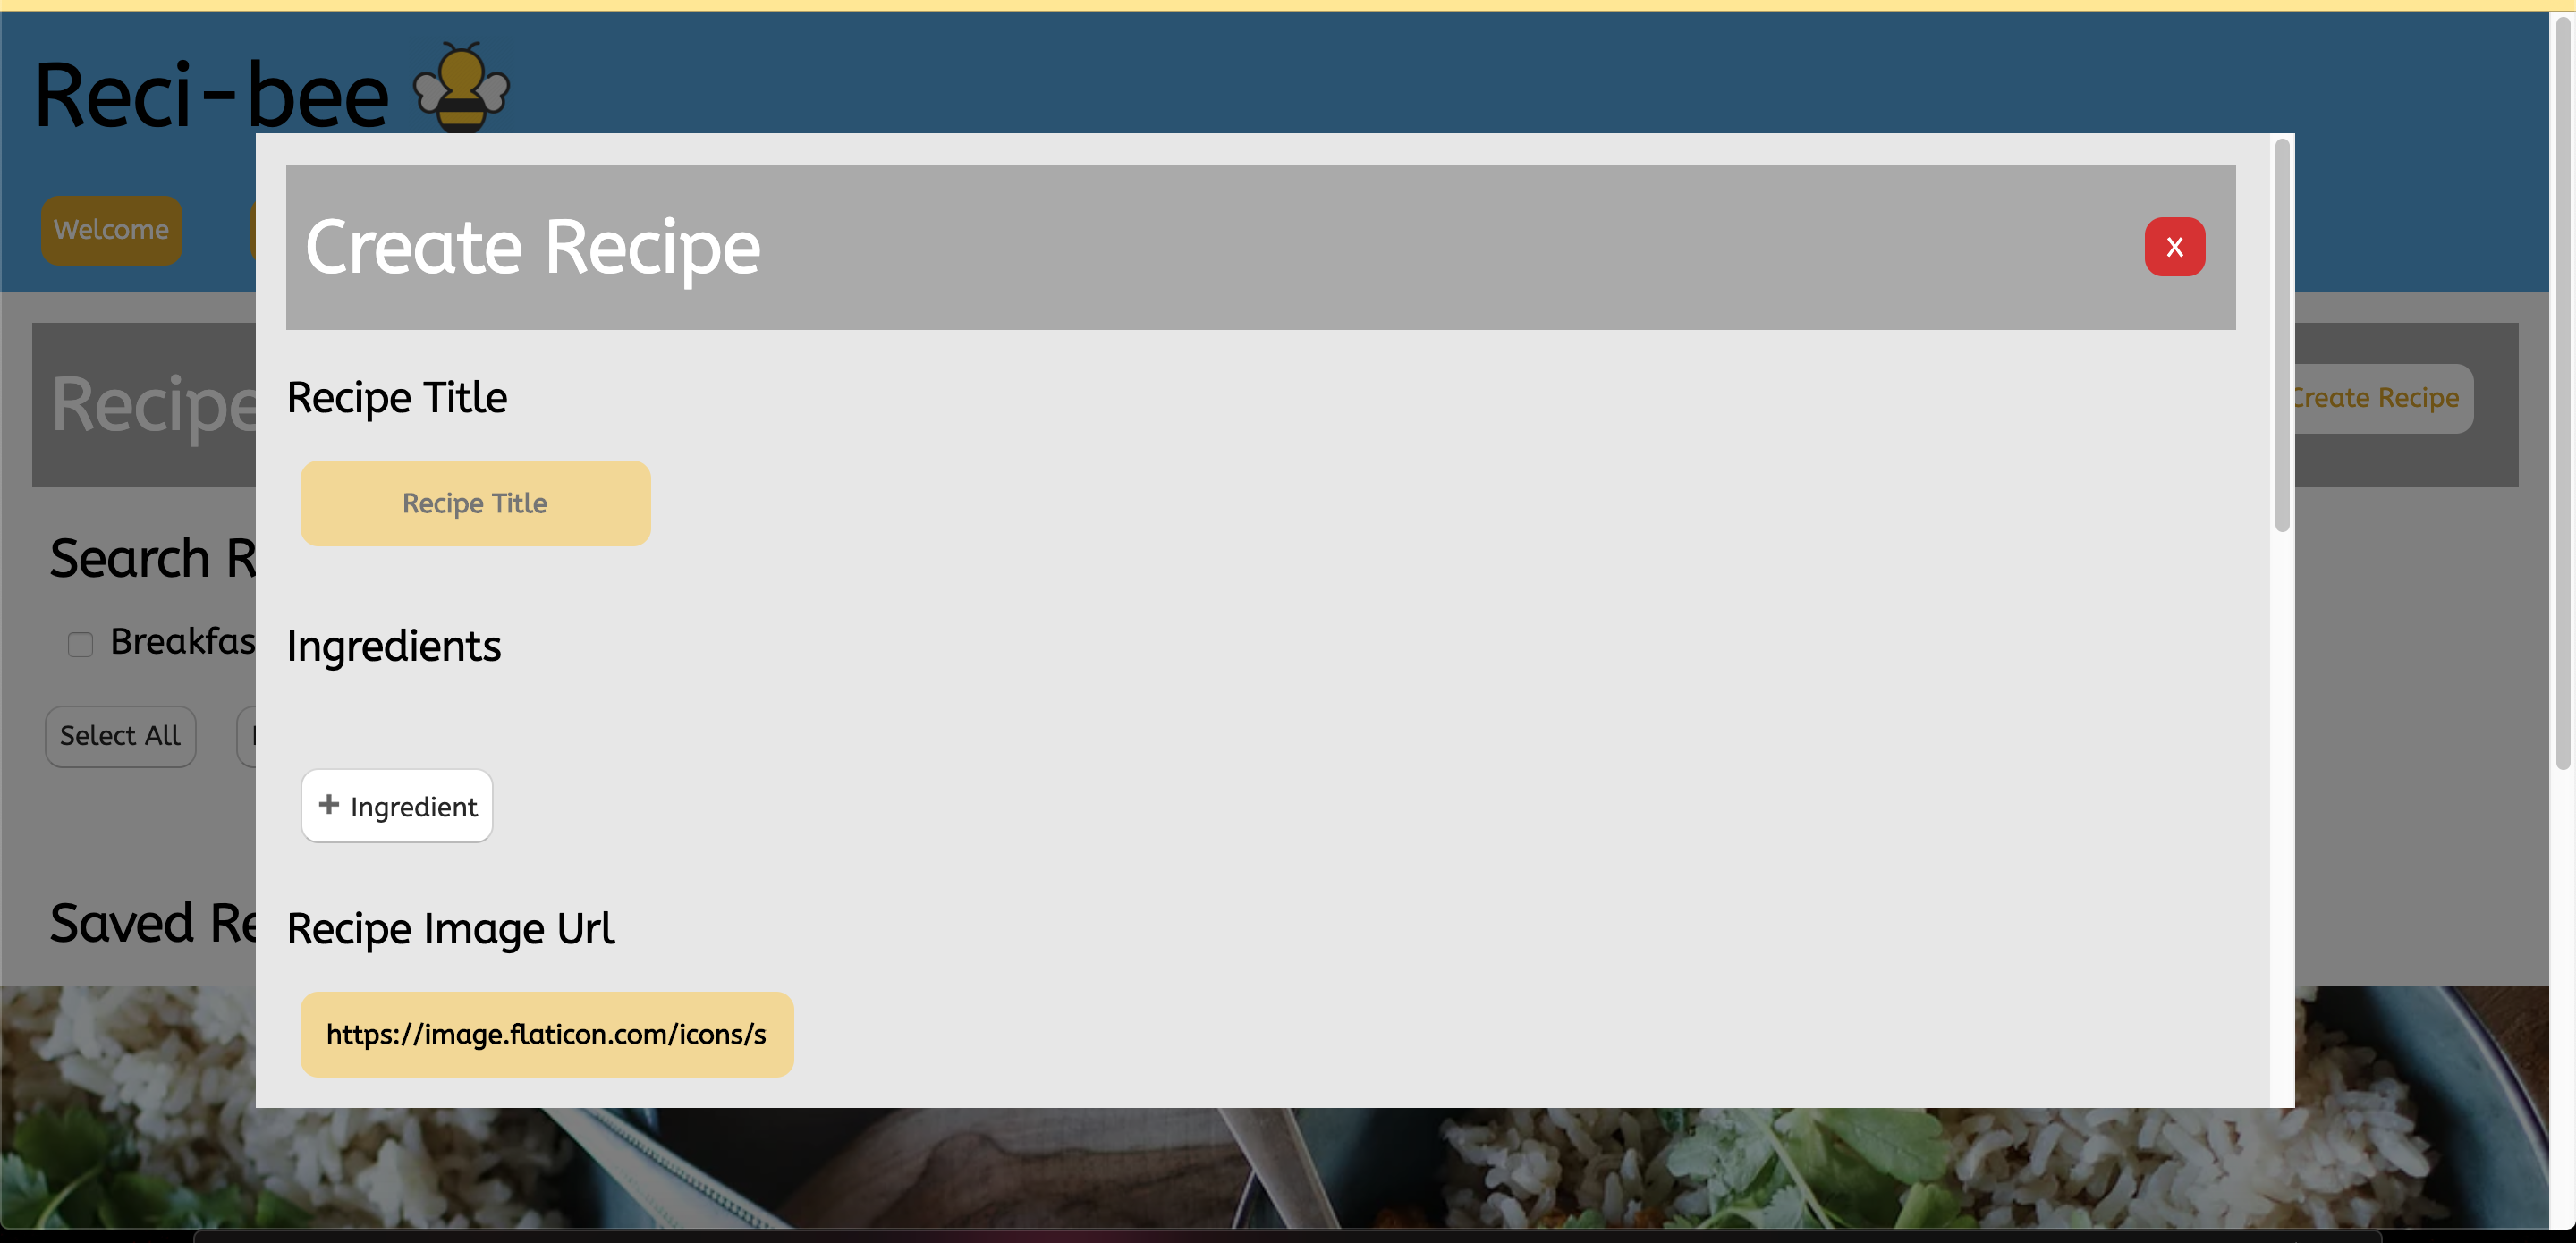 Reci-bee
Welcome
Create Recipe
X
Recipe
Create Recipe
Recipe Title
Recipe Title
Search R
Breakfas
Ingredients
Select All
+ Ingredient
Saved Re
Recipe Image Url
https://image.flaticon.com/icons/s